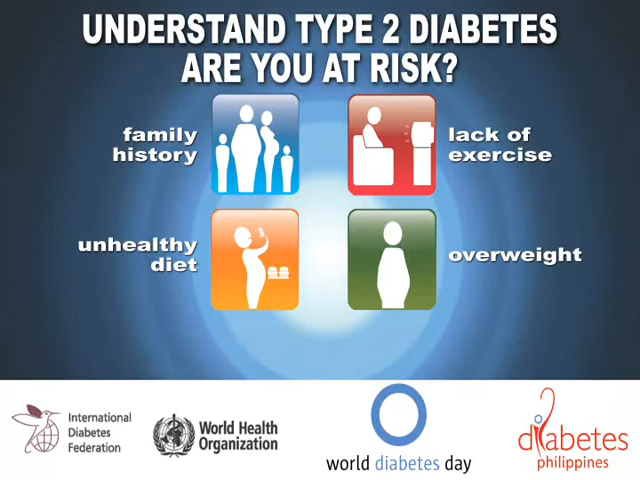 UNDERSTAND TYPE 2 DIABETES
ARE YOU AT RISK?
family
history
lack of
exercise
unhealthy
diet
overweight
International
Diabetes
Federation
World Health
Organization
world diabetes day
diabetes
philippines